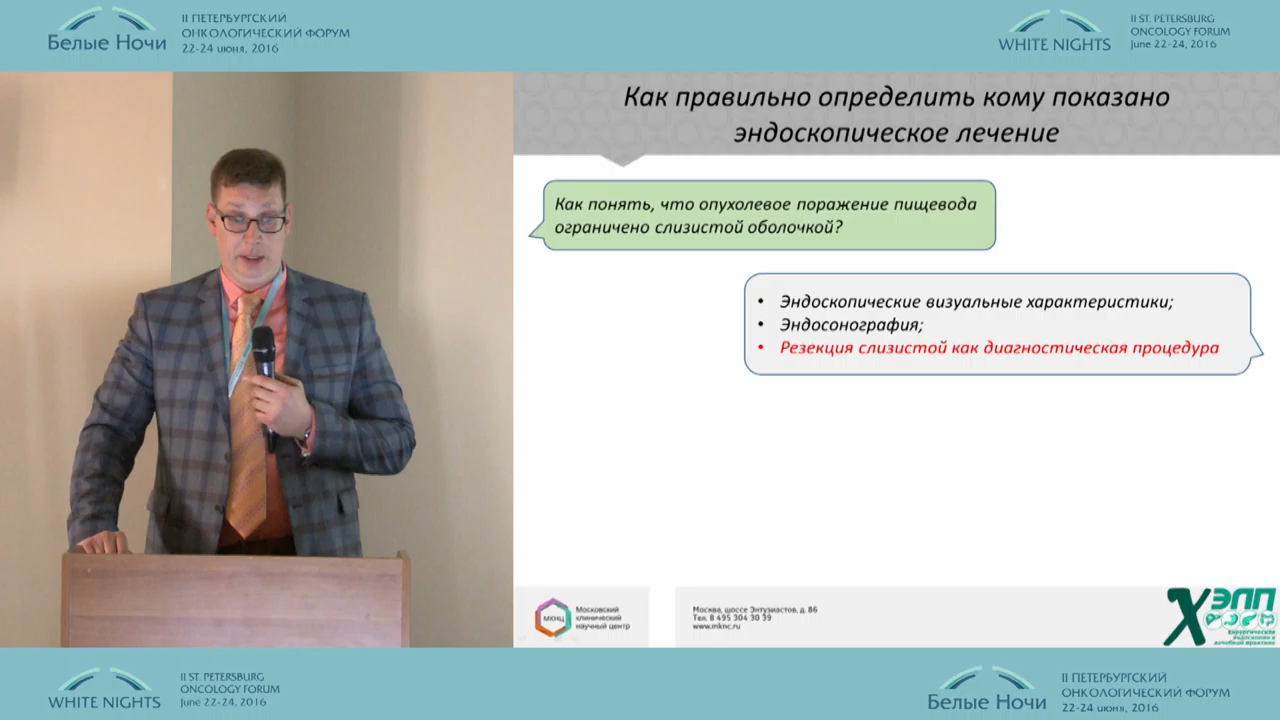 Белые Ночи
II ПЕТЕРБУРГСКИЙ
ОНКОЛОГИЧЕСКИЙ ФОРУМ
22-24 июня, 2016
WHITE NIGHTS
II ST. PETERSBURG
ONCOLOGY FORUM
June 22-24, 2016
Как правильно определить кому показано
эндоскопическое лечение
Как понять, что опухолевое поражение пищевода
ограничено слизистой оболочкой?
• Эндоскопические визуальные характеристики;
• Эндосонография;
• Резекция слизистой как диагностическая процедура
МКНЦ
Московский
клинический
научный центр
Москва, шоссе Энтузиастов, д. 86
Тел. 8 495 304 30 39
www.mknc.ru
ХЭЛП
хирургическая
эндоскопия в
лечебной практике
WHITE NIGHTS
II ST. PETERSBURG
ONCOLOGY FORUM
June 22-24, 2016
Белые Ночи
II ПЕТЕРБУРГСКИЙ
ОНКОЛОГИЧЕСКИЙ ФОРУМ
22-24 июня, 2016